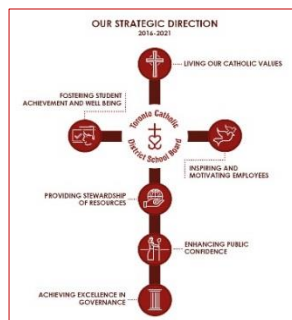 OUR STRATEGIC DIRECTION
2016-2021
LIVING OUR CATHOLIC VALUES
FOSTERING STUDENT
ACHIEVEMENT AND WELL BEING
Toronto Catholic
District School Board
INSPIRING AND
MOTIVATING EMPLOYEES
PROVIDING STEWARDSHIP
OF RESOURCES
ENHANCING PUBLIC
CONFIDENCE
ACHIEVING EXCELLENCE IN
GOVERNANCE